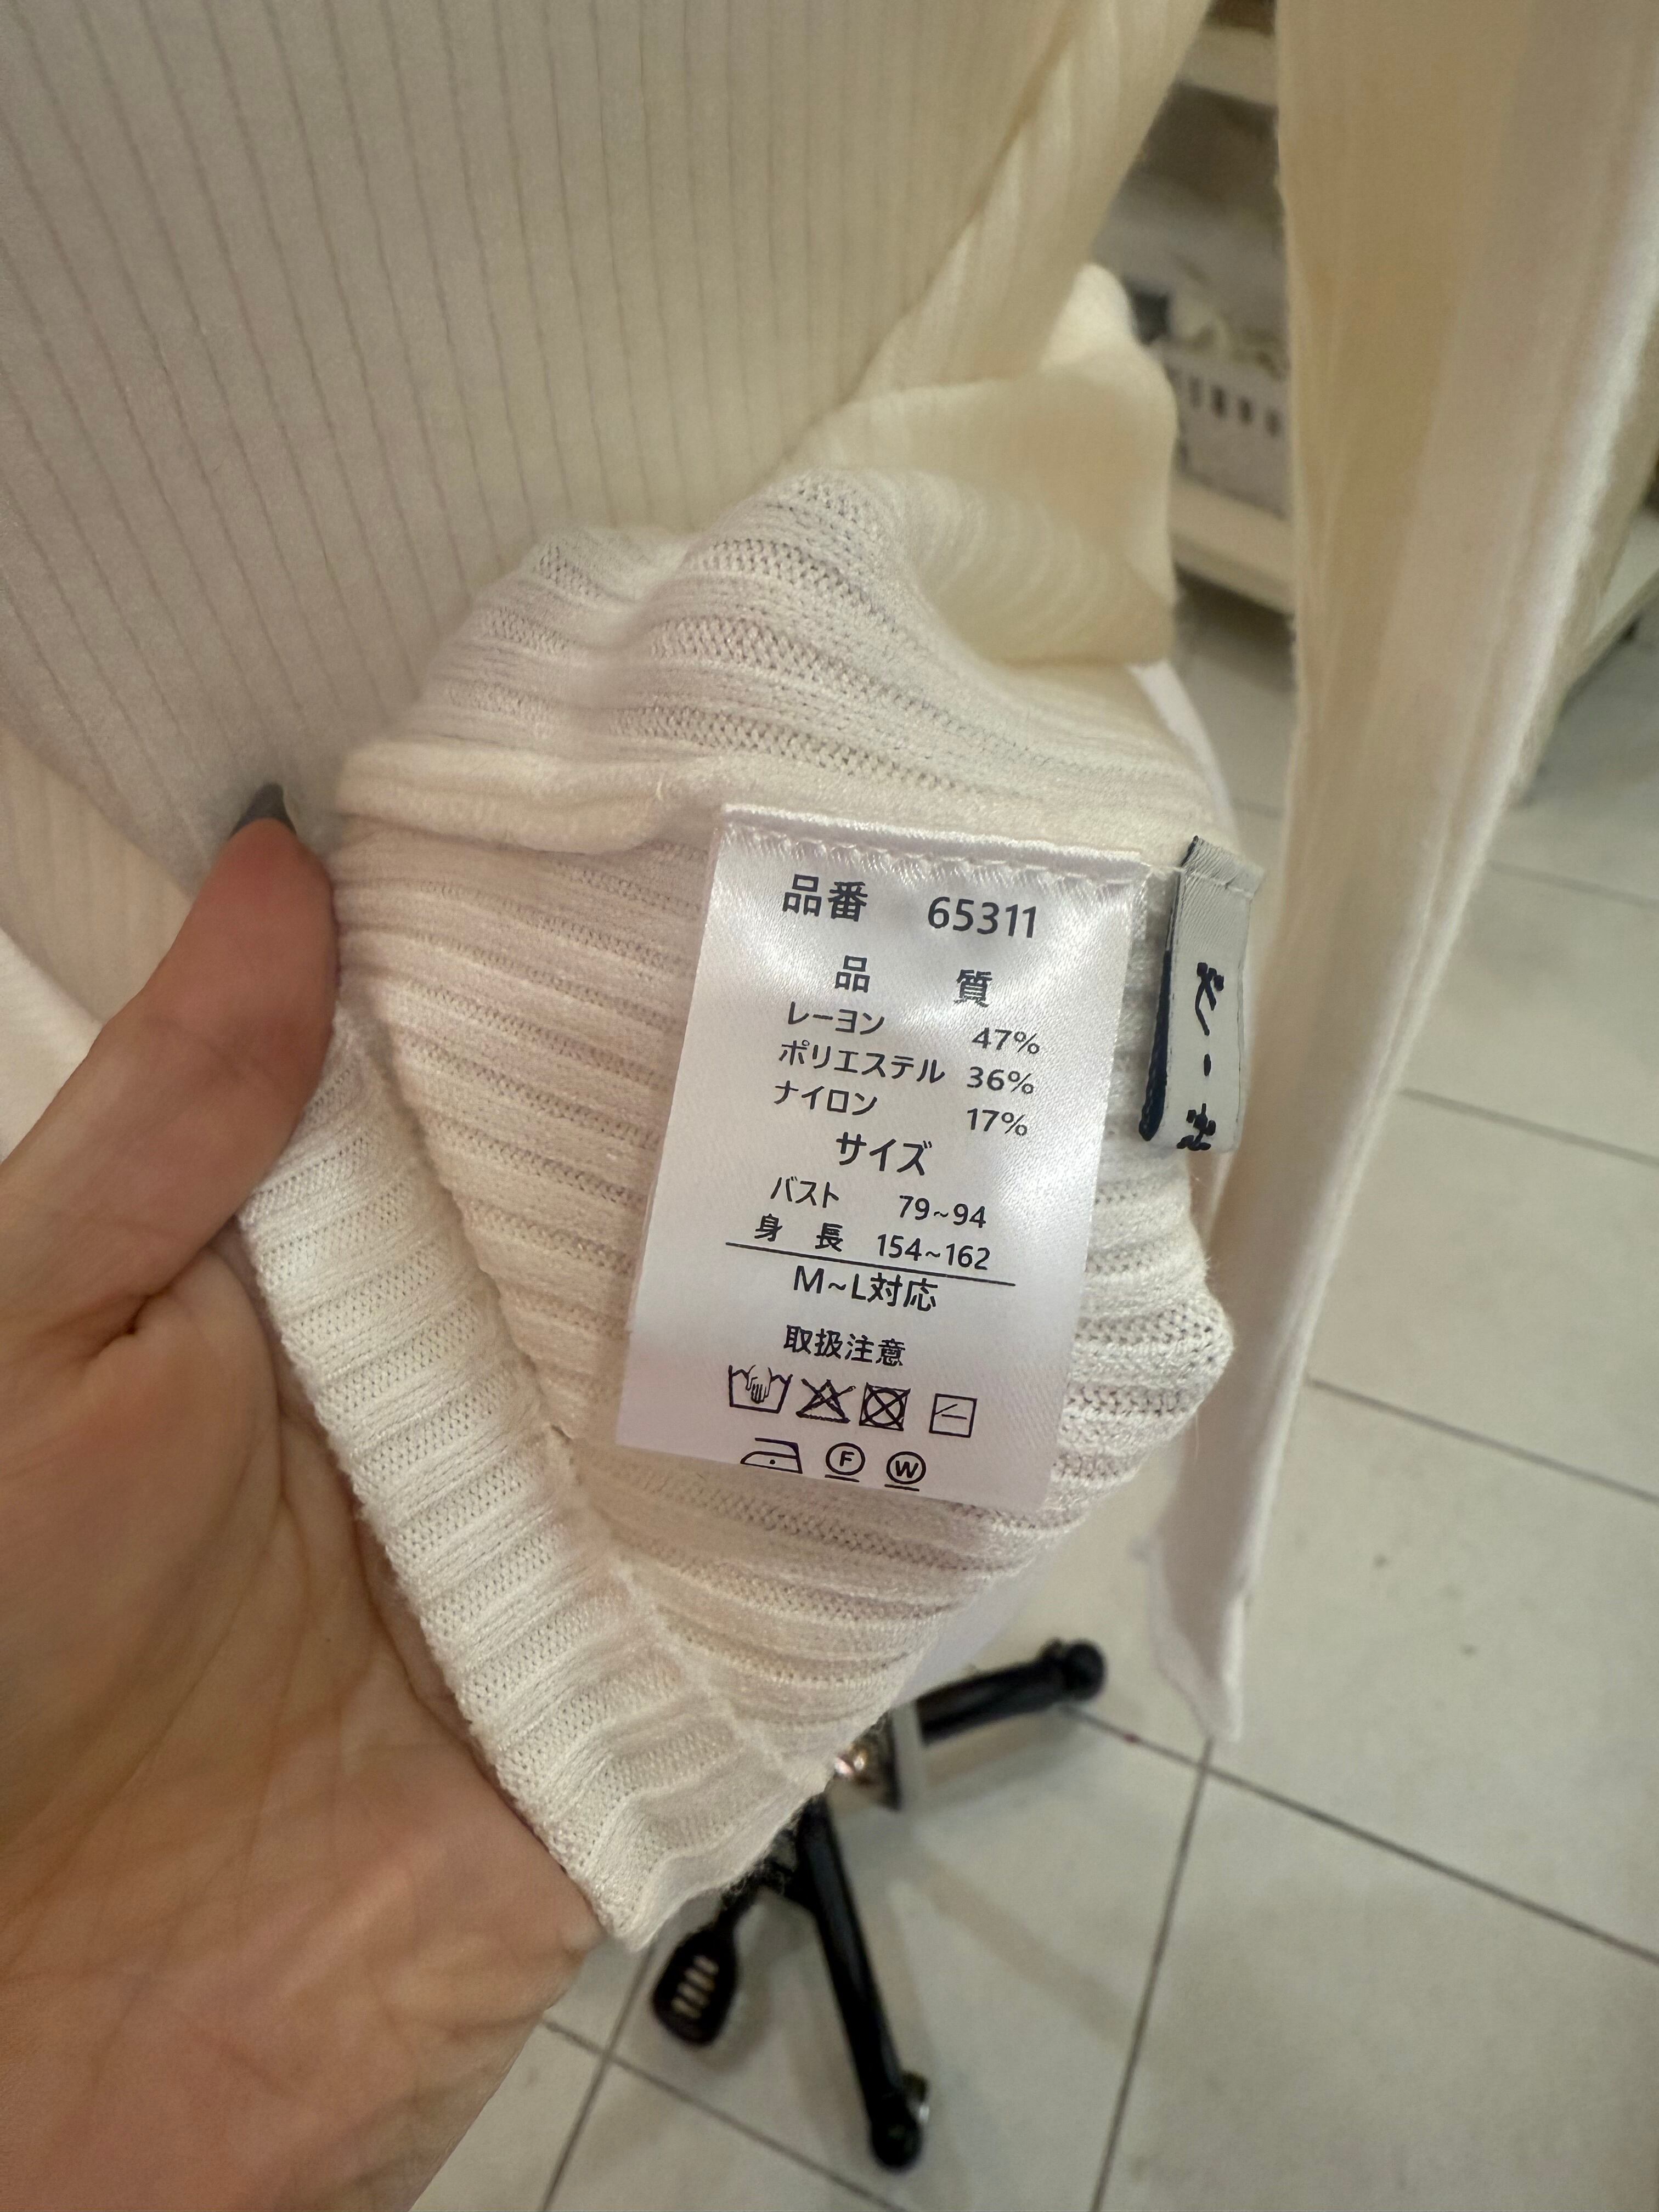 品番 65311
品 質
レーヨン 47%
ポリエステル 36%
ナイロン 17%
サイズ
バスト 79~94
身 長 154~162
M~L対応
取扱注意
F W